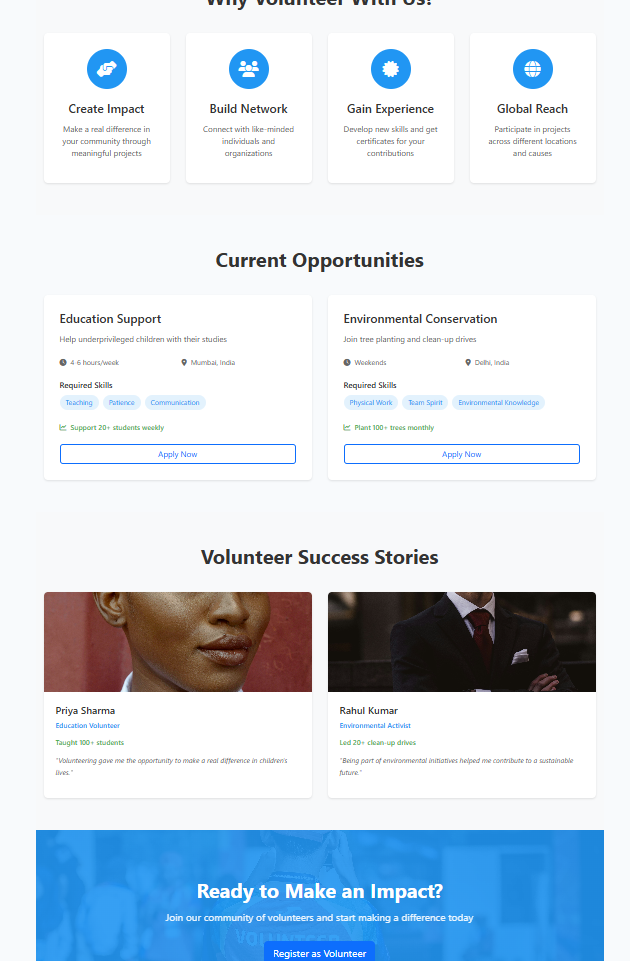 Why Volunteer With Us?
Create Impact
Make a real difference in
your community through
meaningful projects
Build Network
Connect with like-minded
individuals and
organizations
Gain Experience
Develop new skills and get
certificates for your
contributions
Global Reach
Participate in projects
across different locations
and causes
Current Opportunities
Education Support
Help underprivileged children with their studies
4-6 hours/week
Mumbai, India
Required Skills
Teaching
Patience
Communication
Support 20+ students weekly
Apply Now
Environmental Conservation
Join tree planting and clean-up drives
Weekends
Delhi, India
Required Skills
Physical Work
Team Spirit
Environmental Knowledge
Plant 100+ trees monthly
Apply Now
Volunteer Success Stories
Priya Sharma
Education Volunteer
Taught 100+ students
"Volunteering gave me the opportunity to make a real difference in children's
lives."
Rahul Kumar
Environmental Activist
Led 20+ clean-up drives
"Being part of environmental initiatives helped me contribute to a sustainable
future."
Ready to Make an Impact?
Join our community of volunteers and start making a difference today
VOLUNTEER
Register as Volunteer